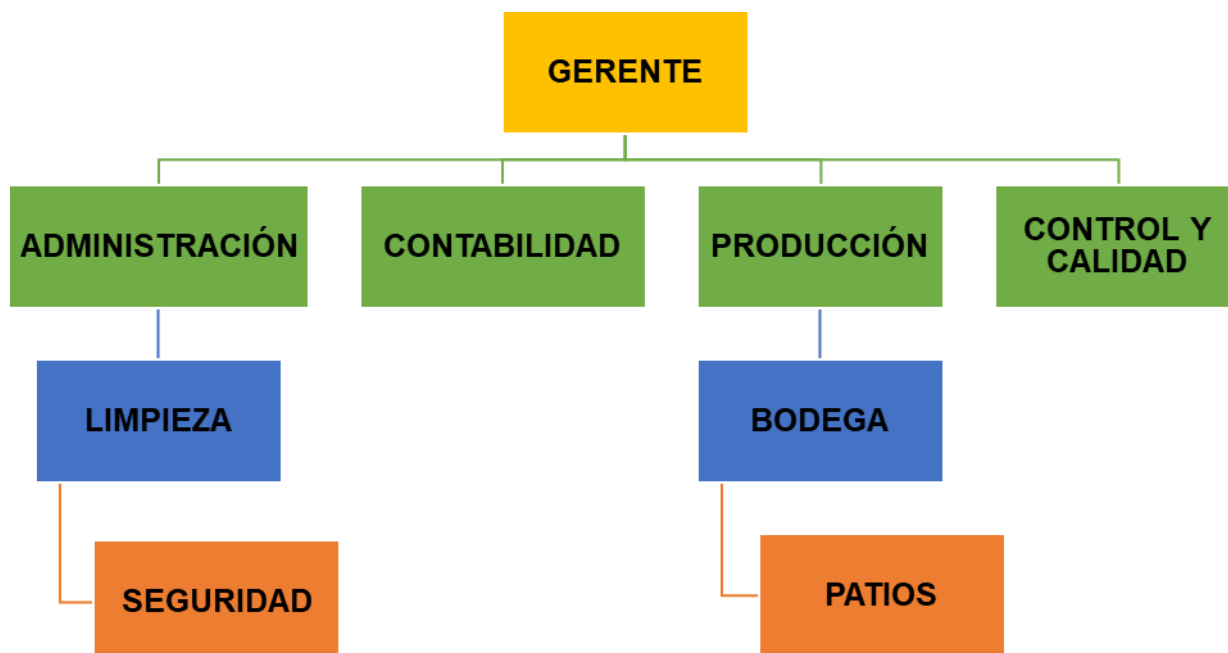 GERENTE
ADMINISTRACIÓN
CONTABILIDAD
PRODUCCIÓN
CONTROL Y
CALIDAD
LIMPIEZA
BODEGA
SEGURIDAD
PATIOS